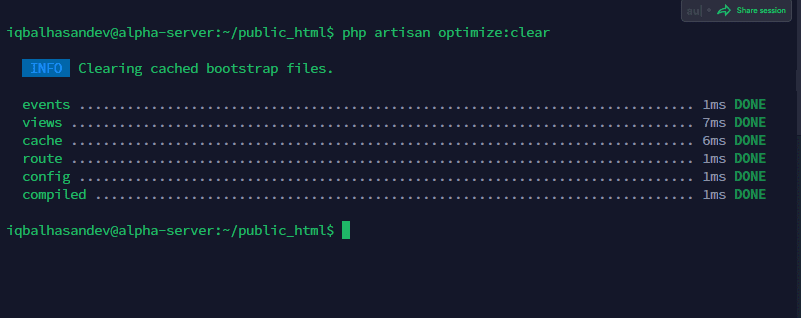 Share session
iqbalhasandev@alpha-server:~/public_html$ php artisan optimize:clear
INFO Clearing cached bootstrap files.
events ............................................................................. 1ms DONE
views .............................................................................. 7ms DONE
cache .............................................................................. 6ms DONE
route .............................................................................. 1ms DONE
config ............................................................................. 1ms DONE
compiled ........................................................................... 1ms DONE
iqbalhasandev@alpha-server:~/public_html$